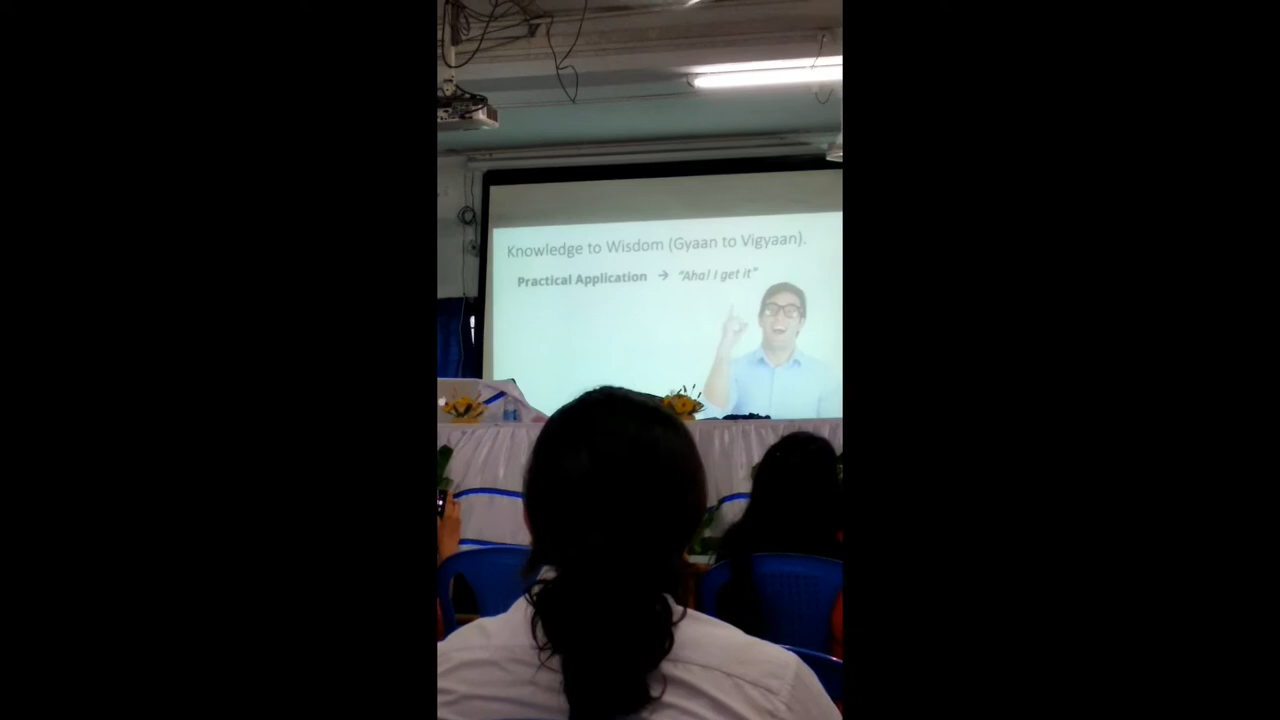 Knowledge to Wisdom (Gyaan to Vigyaan).
Practical Application → "Aha! I get it"